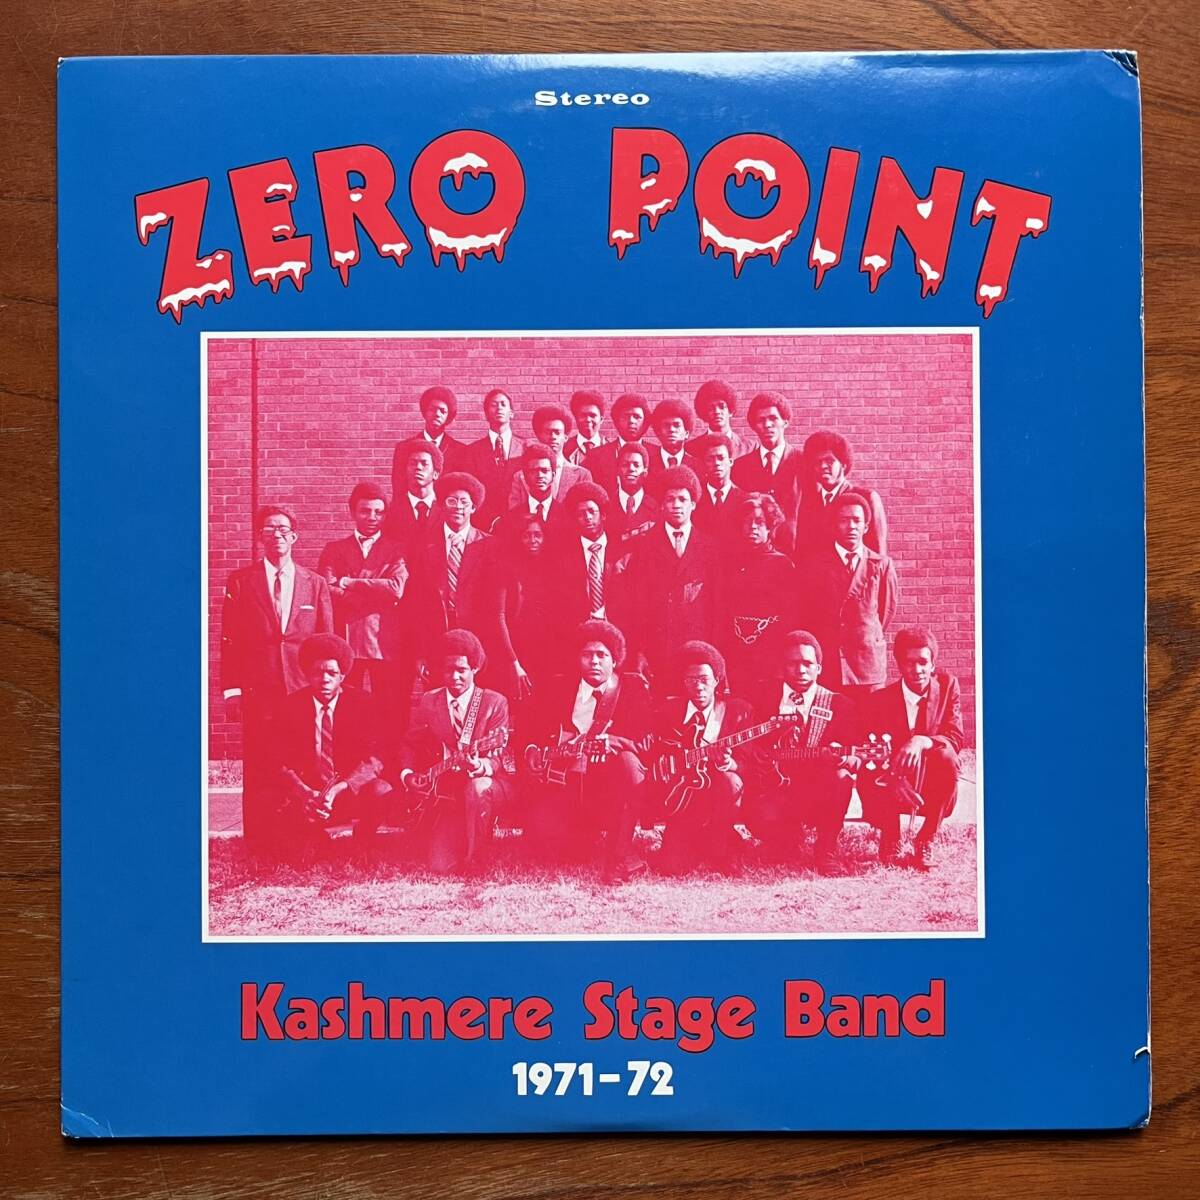 Stereo
ZERO POINT
Kashmere Stage Band
1971-72